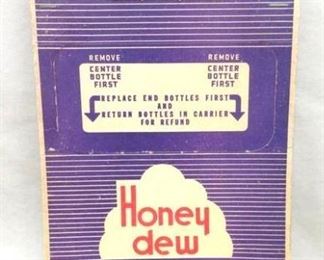 REMOVE REMOVE
CENTER CENTER
BOTTLE BOTTLE
FIRST FIRST
REPLACE END BOTTLES FIRST
AND
RETURN BOTTLES IN CARRIER
FOR REFUND
Honey
dew